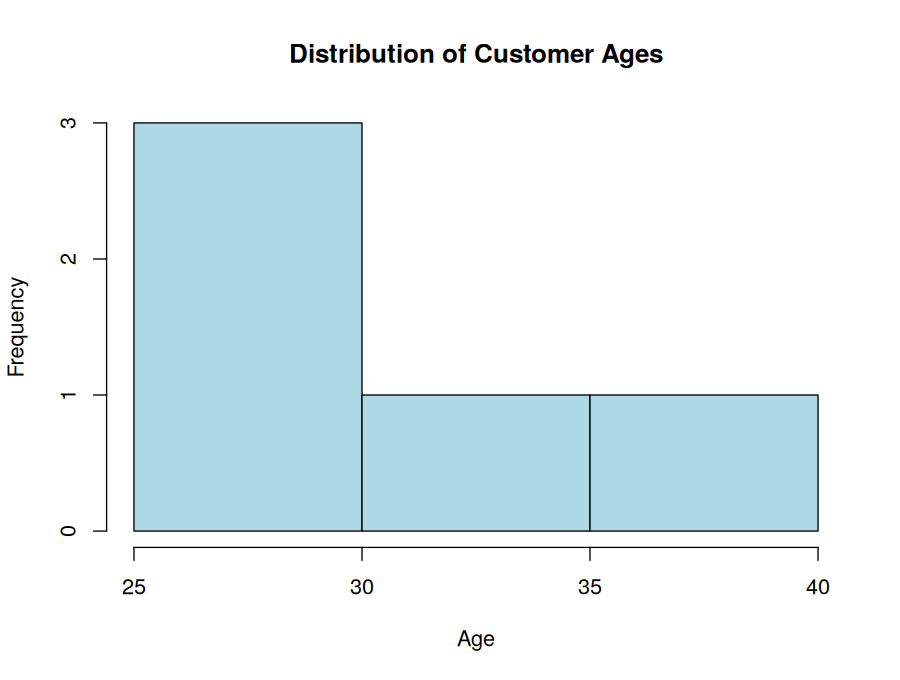 Distribution of Customer Ages
3
2
1
0
Frequency
25 30 35 40
Age